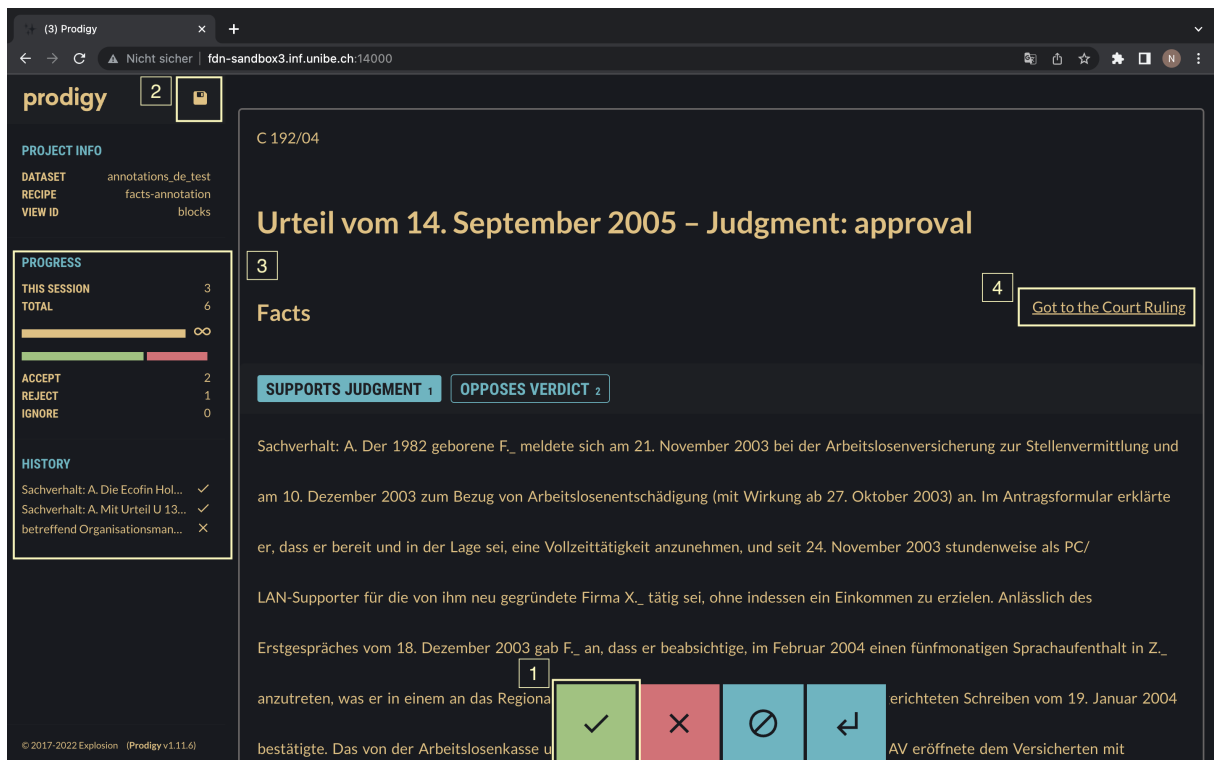 (3) Prodigy
Nicht sicher | fdn-sandbox3.inf.unibe.ch:14000
N
prodigy
2
PROJECT INFO
DATASET annotations_de_test
RECIPE facts-annotation
VIEW ID blocks
PROGRESS
THIS SESSION 3
TOTAL 6
∞
ACCEPT 2
REJECT 1
IGNORE 0
HISTORY
Sachverhalt: A. Die Ecofin Hol...
Sachverhalt: A. Mit Urteil U 13...
betreffend Organisationsman...
© 2017-2022 Explosion (Prodigy v1.11.6)
C 192/04
Urteil vom 14. September 2005 – Judgment: approval
3
4
Facts
Got to the Court Ruling
SUPPORTS JUDGMENT 1 OPPOSES VERDICT 2
Sachverhalt: A. Der 1982 geborene F._ meldete sich am 21. November 2003 bei der Arbeitslosenversicherung zur Stellenvermittlung und
am 10. Dezember 2003 zum Bezug von Arbeitslosenentschädigung (mit Wirkung ab 27. Oktober 2003) an. Im Antragsformular erklärte
er, dass er bereit und in der Lage sei, eine Vollzeittätigkeit anzunehmen, und seit 24. November 2003 stundenweise als PC/
LAN-Supporter für die von ihm neu gegründete Firma X._ tätig sei, ohne indessen ein Einkommen zu erzielen. Anlässlich des
Erstgespräches vom 18. Dezember 2003 gab F._ an, dass er beabsichtige, im Februar 2004 einen fünfmonatigen Sprachaufenthalt in Z._
1
anzutreten, was er in einem an das Regiona erichteten Schreiben vom 19. Januar 2004
bestätigte. Das von der Arbeitslosenkasse u AV eröffnete dem Versicherten mit